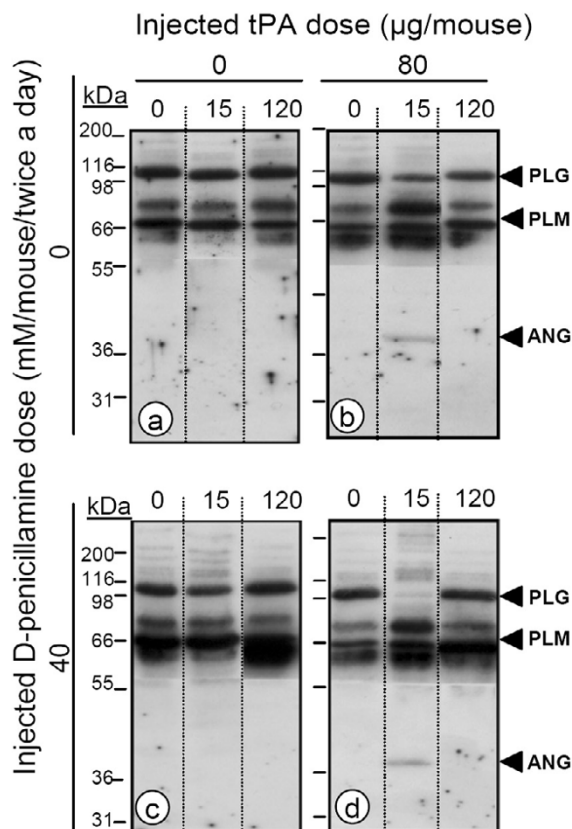 Injected tPA dose (µg/mouse)
0 80
kDa 0 15 120 0 15 120
200
116
98
66
55
36
31
PLG
PLM
ANG
a b
Injected D-penicillamine dose (mM/mouse/twice a day)
0
40
kDa 0 15 120 0 15 120
200
116
98
66
55
36
31
PLG
PLM
ANG
c d